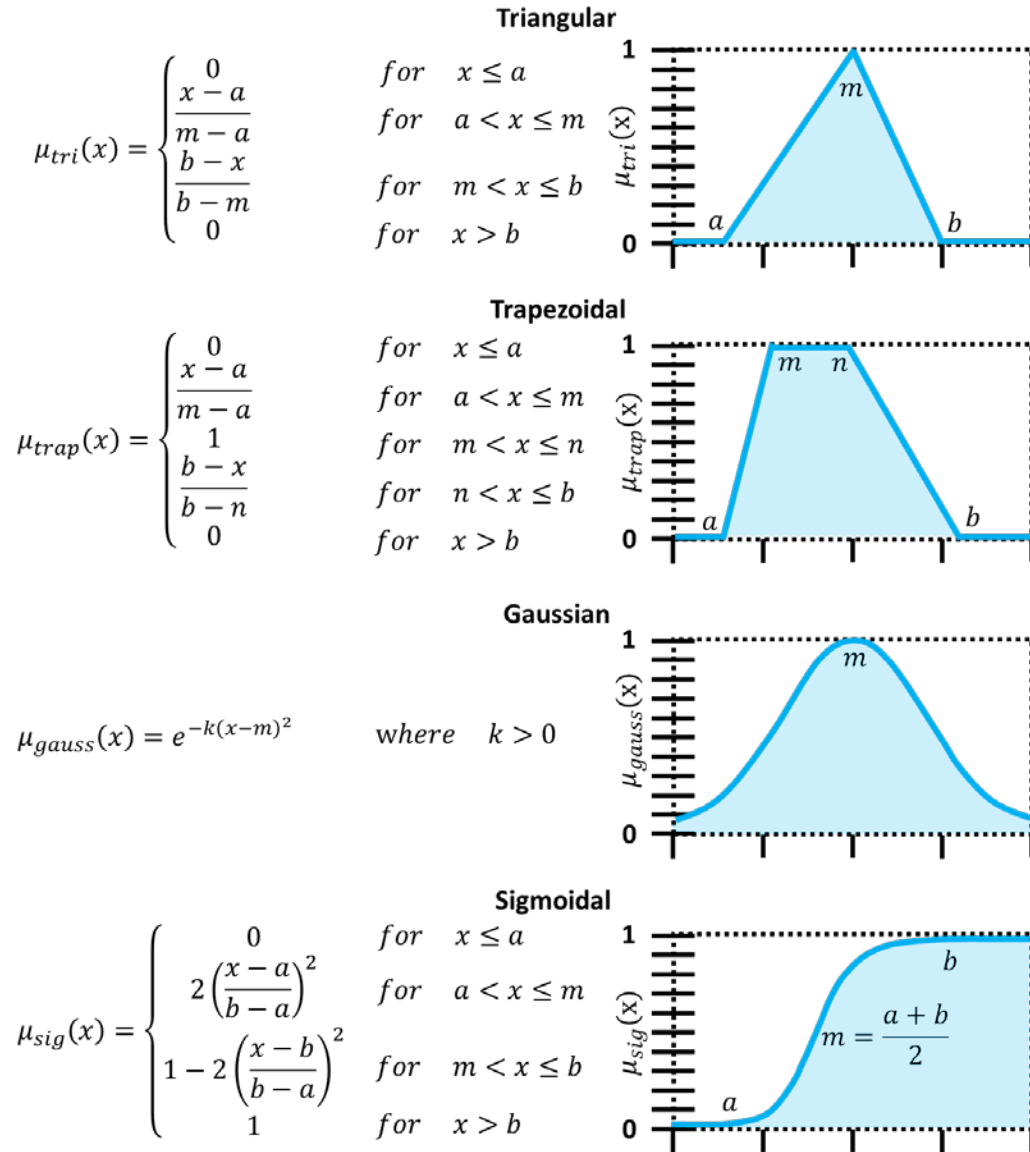 Triangular
μ_tri(x) = { 0 for x ≤ a
(x − a)/(m − a) for a < x ≤ m
(b − x)/(b − m) for m < x ≤ b
0 for x > b
1
μ_tri(x)
m
a
b
0
Trapezoidal
μ_trap(x) = { 0 for x ≤ a
(x − a)/(m − a) for a < x ≤ m
1 for m < x ≤ n
(b − x)/(b − n) for n < x ≤ b
0 for x > b
1
μ_trap(x)
m n
a
b
0
Gaussian
μ_gauss(x) = e^{−k(x−m)²} where k > 0
1
μ_gauss(x)
m
0
Sigmoidal
μ_sig(x) = { 0 for x ≤ a
2((x − a)/(b − a))² for a < x ≤ m
1 − 2((x − b)/(b − a))² for m < x ≤ b
1 for x > b
1
μ_sig(x)
b
m = (a + b)/2
a
0